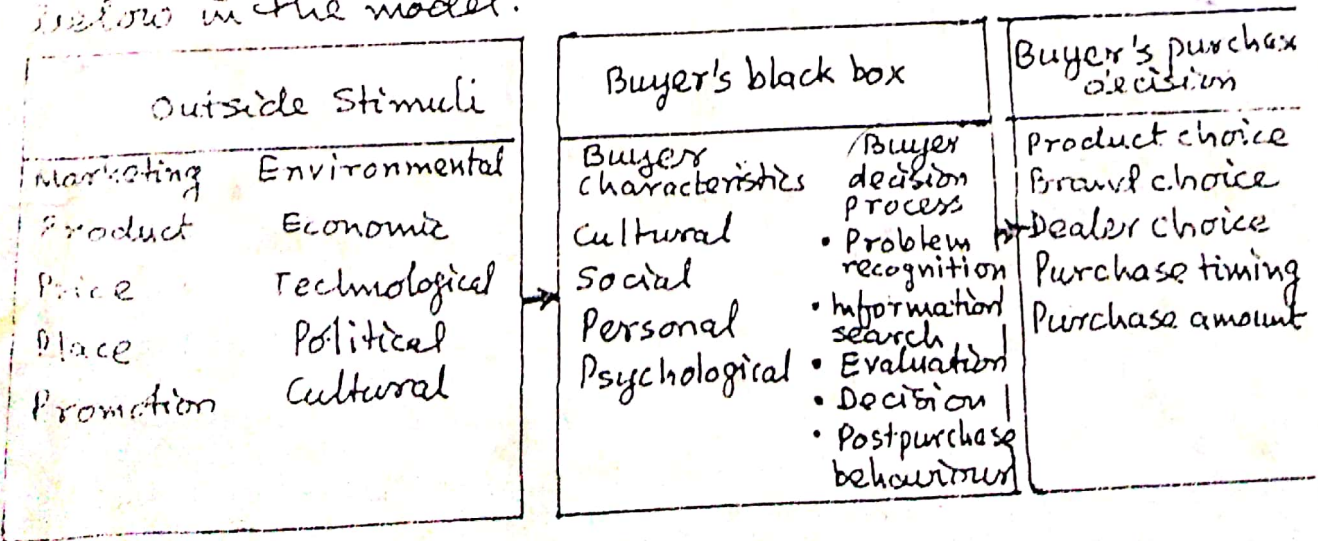 below in the model.
Outside Stimuli
Marketing Environmental
Product Economic
Price Technological
Place Political
Promotion Cultural
Buyer's black box
Buyer
characteristics
Cultural
Social
Personal
Psychological
Buyer
decision
process
• Problem
recognition
• Information
search
• Evaluation
• Decision
• Postpurchase
behaviour
Buyer's purchase
decision
Product choice
Brand choice
Dealer choice
Purchase timing
Purchase amount